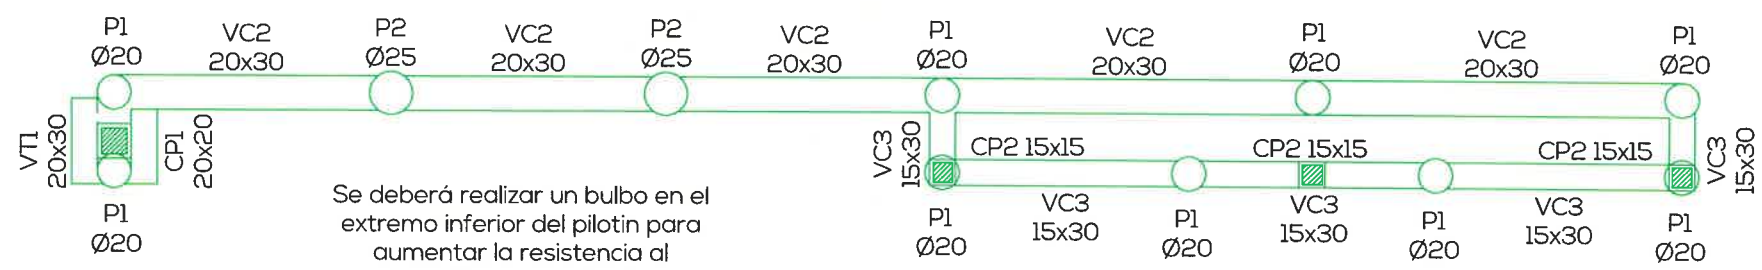 P1
Ø20
VC2
20x30
P2
Ø25
VC2
20x30
P2
Ø25
VC2
20x30
P1
Ø20
VC2
20x30
P1
Ø20
VC2
20x30
P1
Ø20
VT1
20x30
CP1
20x20
VC3
15x30
CP2 15x15
CP2 15x15
CP2 15x15
VC3
15x30
P1
Ø20
Se deberá realizar un bulbo en el
extremo inferior del pilotin para
aumentar la resistencia al
P1
Ø20
VC3
15x30
P1
Ø20
VC3
15x30
P1
Ø20
VC3
15x30
P1
Ø20